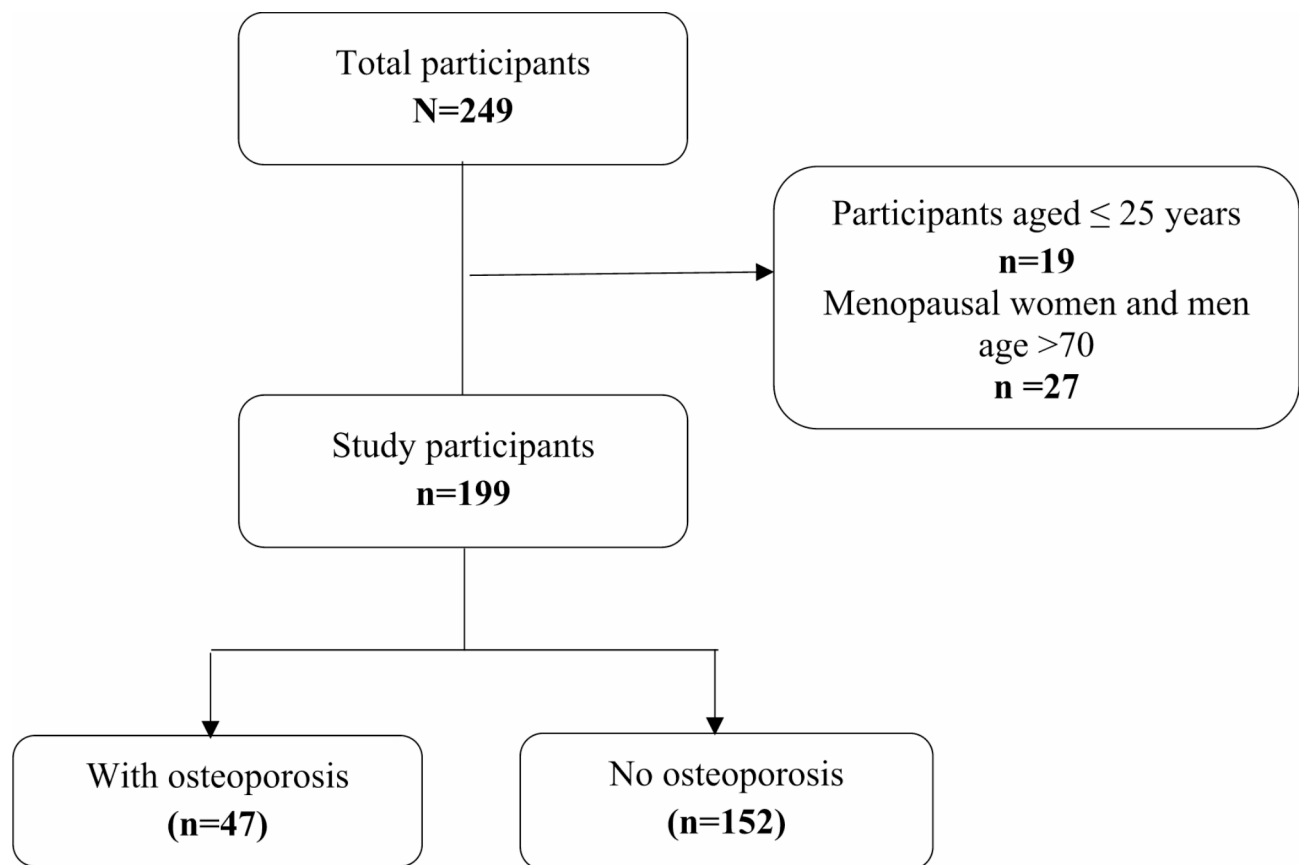 Total participants
N=249
Participants aged ≤ 25 years
n=19
Menopausal women and men
age >70
n =27
Study participants
n=199
With osteoporosis
(n=47)
No osteoporosis
(n=152)